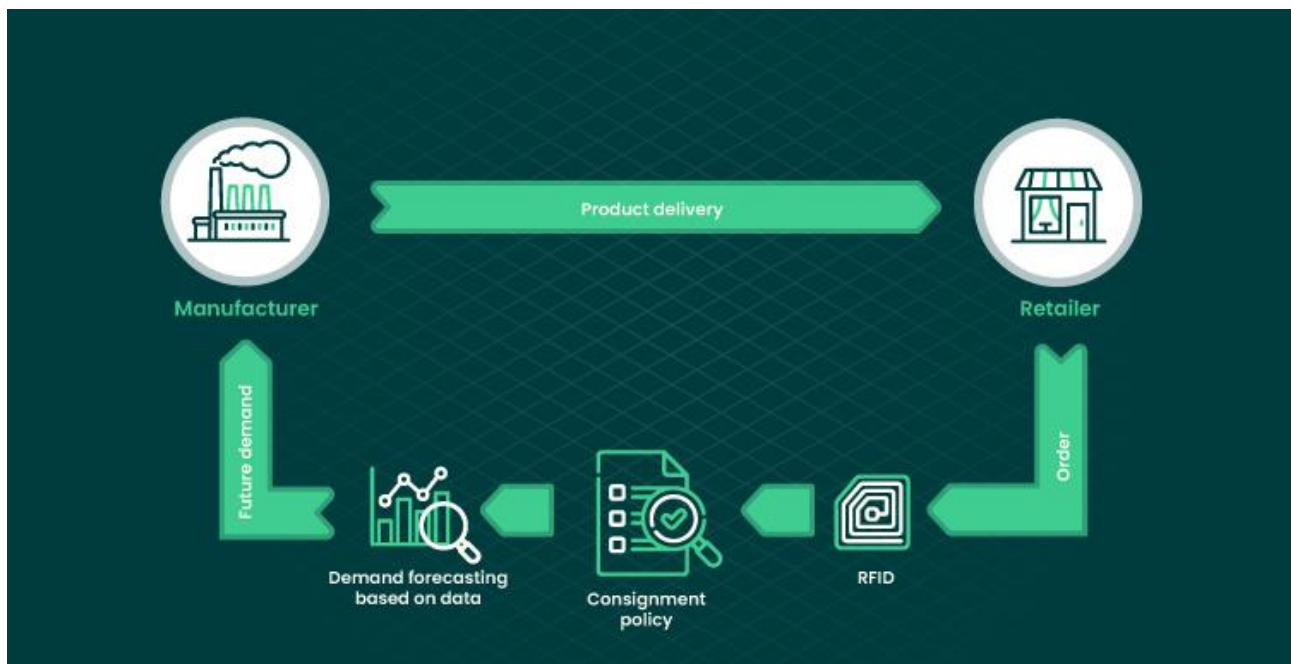 Product delivery
Manufacturer
Retailer
Future demand
Order
Demand forecasting
based on data
Consignment
policy
RFID